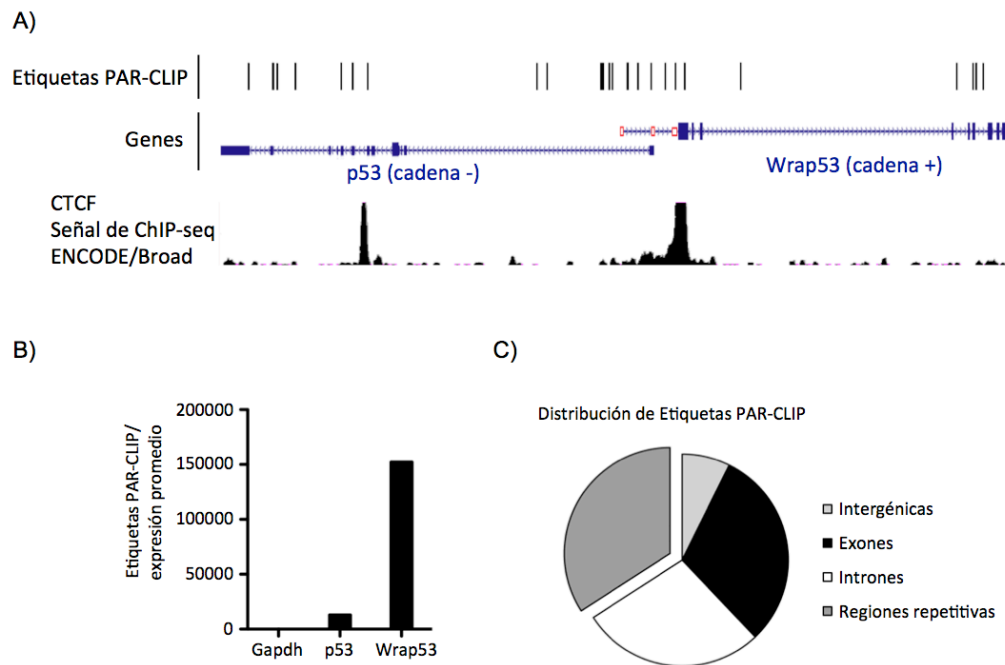 A)
Etiquetas PAR-CLIP
Genes
p53 (cadena -)
Wrap53 (cadena +)
CTCF
Señal de ChIP-seq
ENCODE/Broad
B)
Etiquetas PAR-CLIP/
expresión promedio
200000
150000
100000
50000
0
Gapdh
p53
Wrap53
C)
Distribución de Etiquetas PAR-CLIP
Intergénicas
Exones
Intrones
Regiones repetitivas